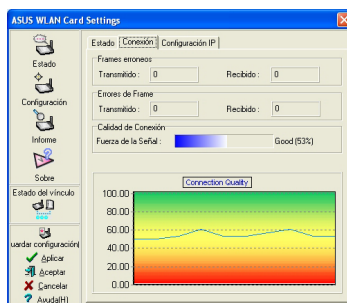 ASUS WLAN Card Settings
Estado
Configuración
Informe
Sobre
Estado del vínculo
uardar configuración
Aplicar
Aceptar
Cancelar
Ayuda(H)
Estado Conexión Configuración IP
Frames erroneos
Transmitido : 0 Recibido : 0
Errores de Frame
Transmitido : 0 Recibido : 0
Calidad de Conexión
Fuerza de la Señal : Good (53%)
Connection Quality
100.00
80.00
60.00
40.00
20.00
0.00